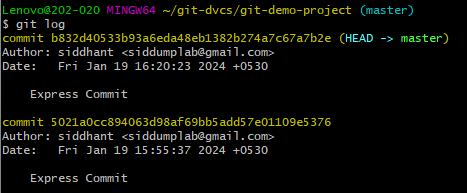 Lenovo@202-020 MINGW64 ~/git-dvcs/git-demo-project (master)
$ git log
commit b832d40533b93a6eda48eb1382b274a7c67a7b2e (HEAD -> master)
Author: siddhant <siddumplab@gmail.com>
Date:   Fri Jan 19 16:20:23 2024 +0530
    Express Commit
commit 5021a0cc894063d98af69bb5add57e01109e5376
Author: siddhant <siddumplab@gmail.com>
Date:   Fri Jan 19 15:55:37 2024 +0530
    Express Commit